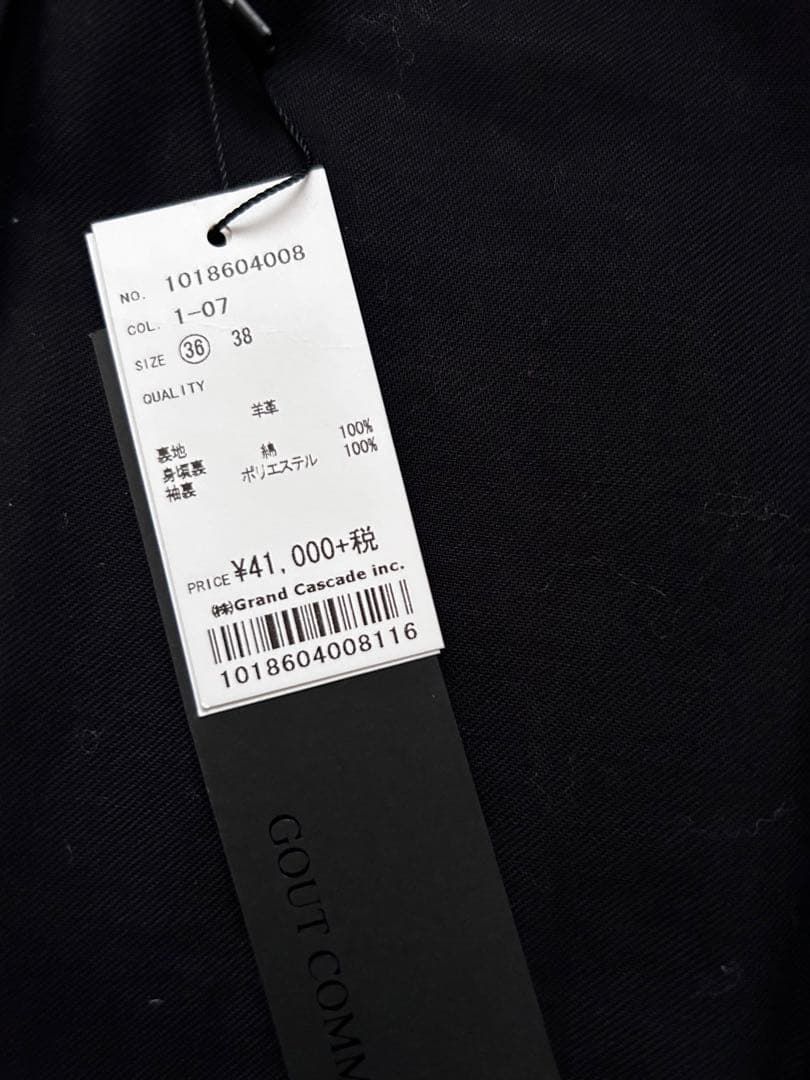 NO. 1018604008
COL. 1-07
SIZE 36 38
QUALITY
羊革
裏地
身頃裏 綿 100%
袖裏 ポリエステル 100%
PRICE ¥41,000+税
㈱Grand Cascade inc.
1018604008116
GOUT COMM